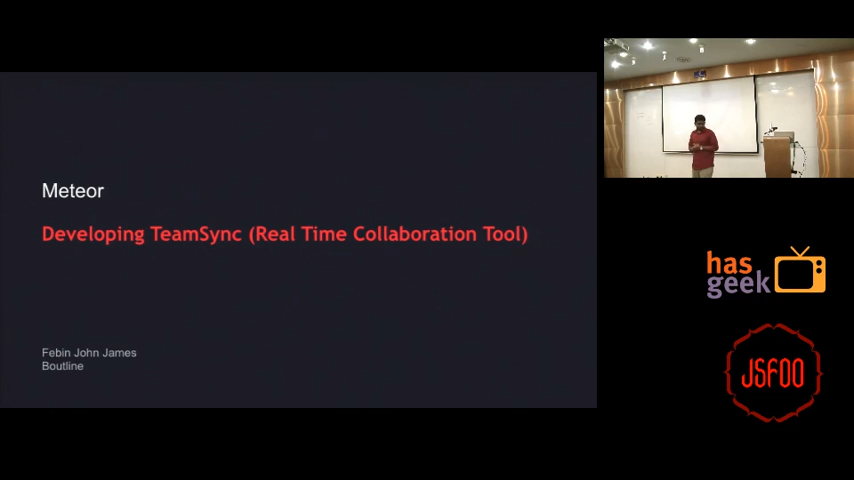 Meteor
Developing TeamSync (Real Time Collaboration Tool)
Febin John James
Boutline
has
geek
JSFOO